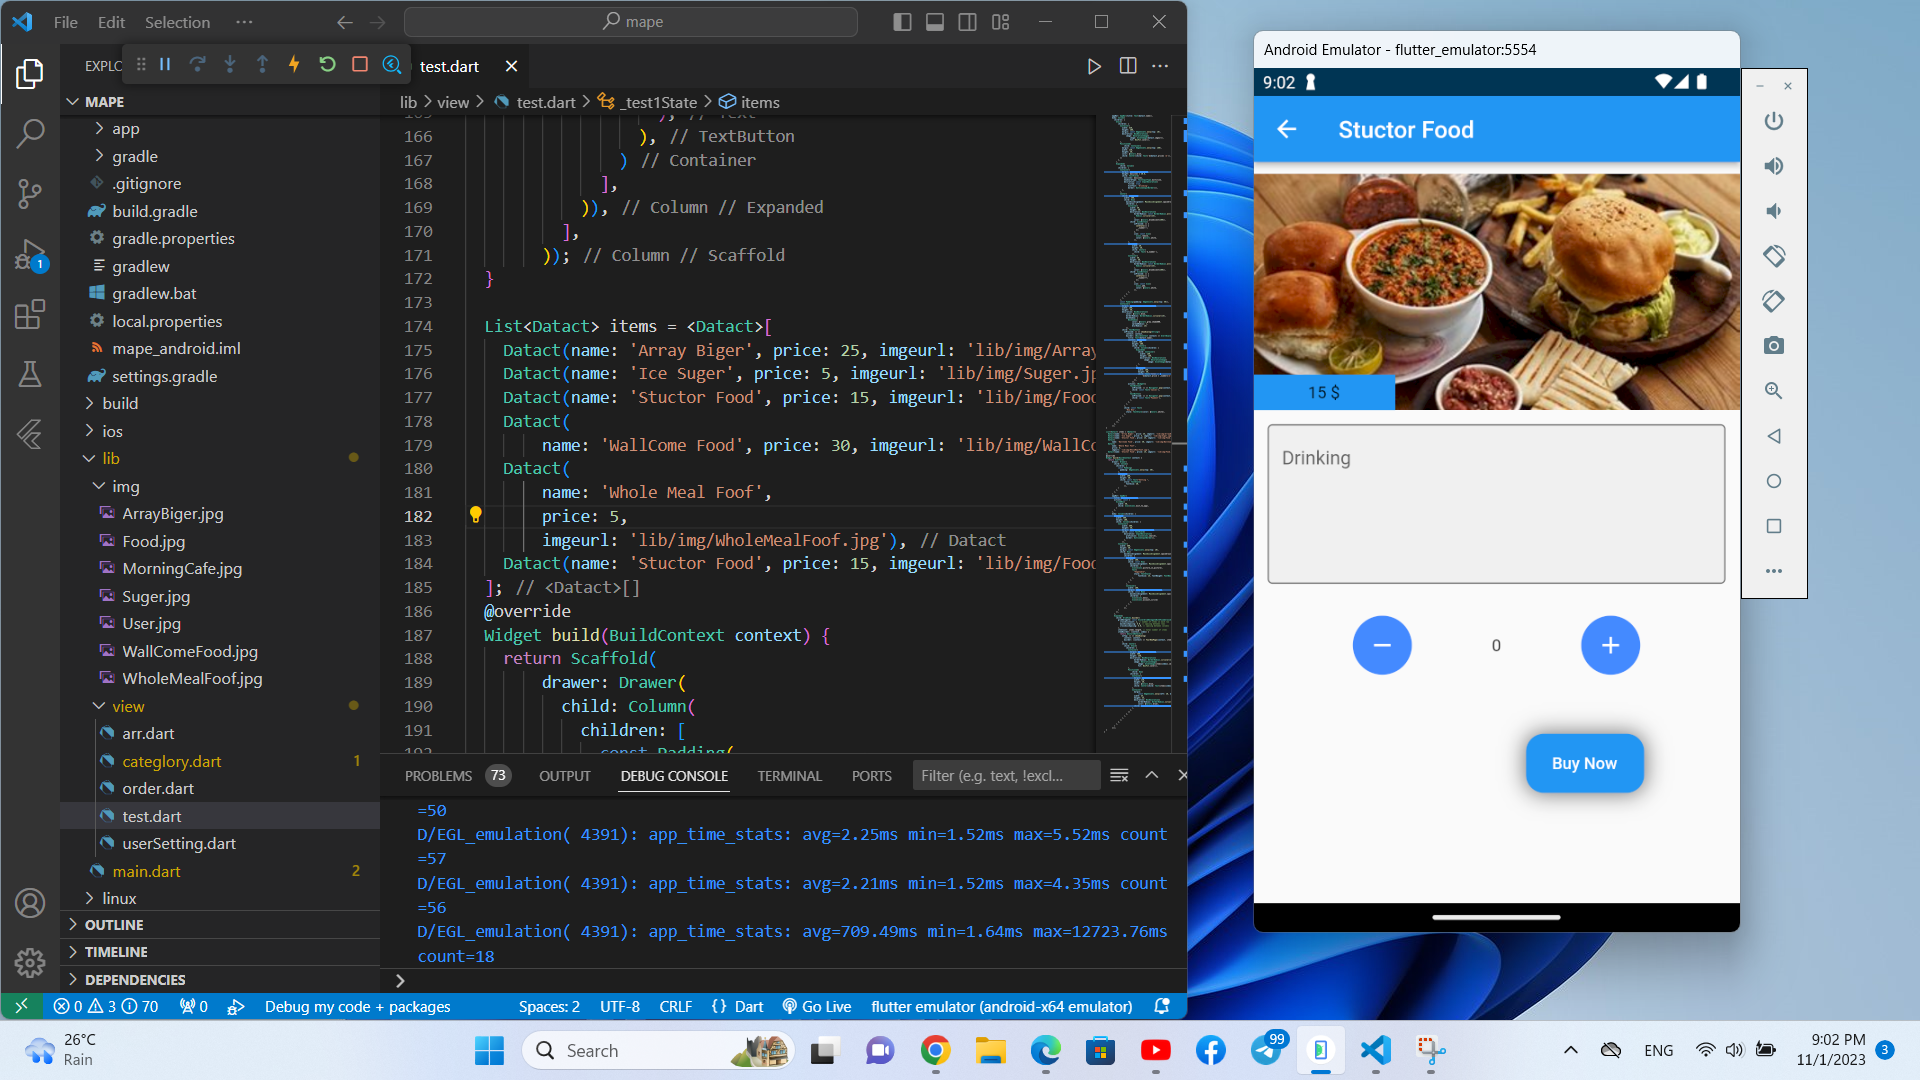 File Edit Selection ···
mape
EXPLO
test.dart
MAPE
app
gradle
.gitignore
build.gradle
gradle.properties
gradlew
gradlew.bat
local.properties
mape_android.iml
settings.gradle
build
ios
lib
img
ArrayBiger.jpg
Food.jpg
MorningCafe.jpg
Suger.jpg
User.jpg
WallComeFood.jpg
WholeMealFoof.jpg
view
arr.dart
categlory.dart 1
order.dart
test.dart
userSetting.dart
main.dart 2
linux
OUTLINE
TIMELINE
DEPENDENCIES
1
lib > view > test.dart > _test1State > items
166 ), // TextButton
167 ) // Container
168 ],
169 )), // Column // Expanded
170 ],
171 )); // Column // Scaffold
172 }
173
174 List<Datact> items = <Datact>[
175 Datact(name: 'Array Biger', price: 25, imgeurl: 'lib/img/Array
176 Datact(name: 'Ice Suger', price: 5, imgeurl: 'lib/img/Suger.jp
177 Datact(name: 'Stuctor Food', price: 15, imgeurl: 'lib/img/Food
178 Datact(
179 name: 'WallCome Food', price: 30, imgeurl: 'lib/img/WallCo
180 Datact(
181 name: 'Whole Meal Foof',
182 price: 5,
183 imgeurl: 'lib/img/WholeMealFoof.jpg'), // Datact
184 Datact(name: 'Stuctor Food', price: 15, imgeurl: 'lib/img/Food
185 ]; // <Datact>[]
186 @override
187 Widget build(BuildContext context) {
188 return Scaffold(
189 drawer: Drawer(
190 child: Column(
191 children: [
PROBLEMS 73 OUTPUT DEBUG CONSOLE TERMINAL PORTS Filter (e.g. text, !excl...
=50
D/EGL_emulation( 4391): app_time_stats: avg=2.25ms min=1.52ms max=5.52ms count
=57
D/EGL_emulation( 4391): app_time_stats: avg=2.21ms min=1.52ms max=4.35ms count
=56
D/EGL_emulation( 4391): app_time_stats: avg=709.49ms min=1.64ms max=12723.76ms
count=18
0 3 70 0 Debug my code + packages Spaces: 2 UTF-8 CRLF {} Dart Go Live flutter emulator (android-x64 emulator)
Android Emulator - flutter_emulator:5554
9:02
Stuctor Food
15 $
Drinking
0
Buy Now
26°C
Rain
Search
99
ENG
9:02 PM
11/1/2023
3